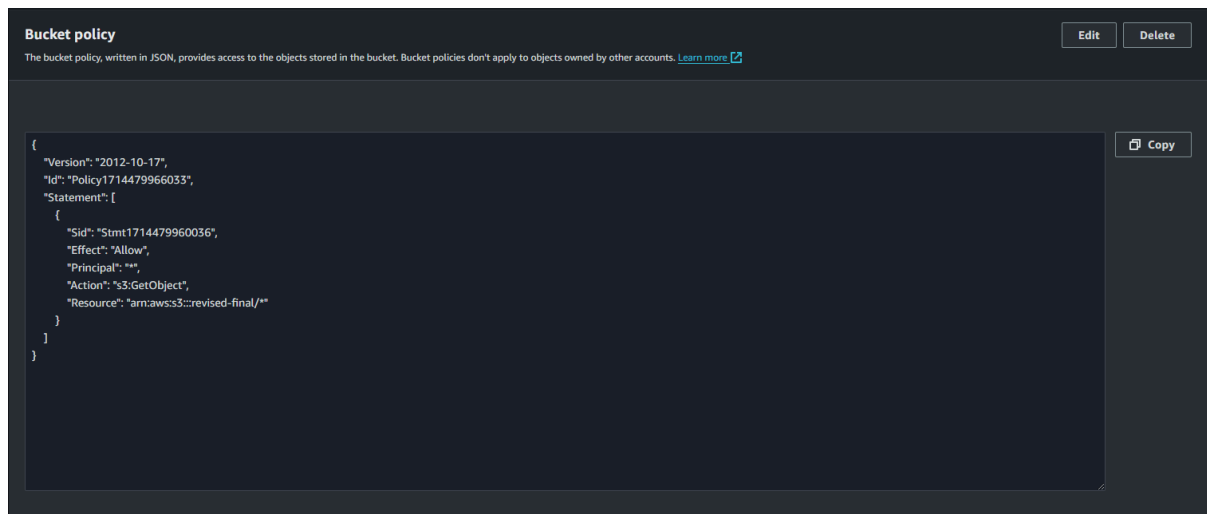 Bucket policy
Edit
Delete
The bucket policy, written in JSON, provides access to the objects stored in the bucket. Bucket policies don't apply to objects owned by other accounts. Learn more
Copy
{
  "Version": "2012-10-17",
  "Id": "Policy1714479966033",
  "Statement": [
    {
      "Sid": "Stmt1714479960036",
      "Effect": "Allow",
      "Principal": "*",
      "Action": "s3:GetObject",
      "Resource": "arn:aws:s3:::revised-final/*"
    }
  ]
}